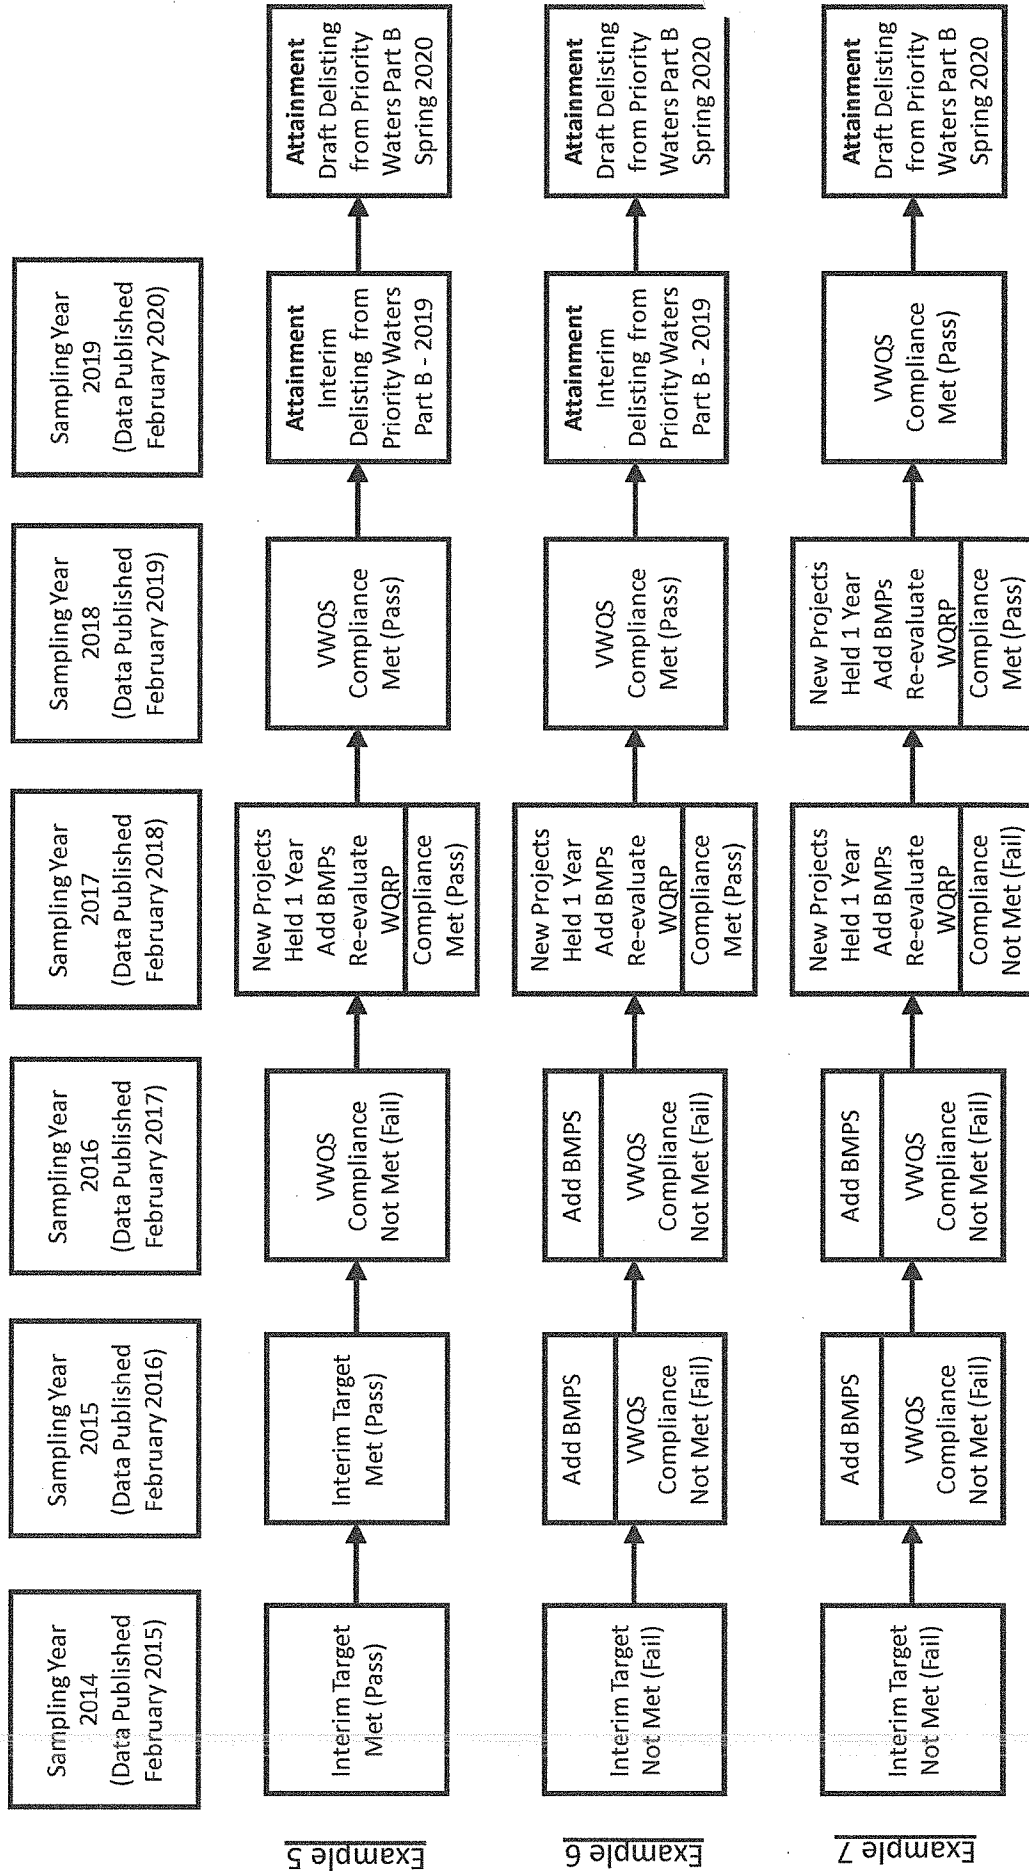 Sampling Year
2014
(Data Published
February 2015)
Sampling Year
2015
(Data Published
February 2016)
Sampling Year
2016
(Data Published
February 2017)
Sampling Year
2017
(Data Published
February 2018)
Sampling Year
2018
(Data Published
February 2019)
Sampling Year
2019
(Data Published
February 2020)
Example 5
Interim Target
Met (Pass)
Interim Target
Met (Pass)
VWQS
Compliance
Not Met (Fail)
New Projects
Held 1 Year
Add BMPs
Re-evaluate
WQRP
Compliance
Met (Pass)
VWQS
Compliance
Met (Pass)
Attainment
Interim
Delisting from
Priority Waters
Part B - 2019
Attainment
Draft Delisting
from Priority
Waters Part B
Spring 2020
Example 6
Interim Target
Not Met (Fail)
Add BMPS
VWQS
Compliance
Not Met (Fail)
Add BMPS
VWQS
Compliance
Not Met (Fail)
New Projects
Held 1 Year
Add BMPs
Re-evaluate
WQRP
Compliance
Met (Pass)
VWQS
Compliance
Met (Pass)
Attainment
Interim
Delisting from
Priority Waters
Part B - 2019
Attainment
Draft Delisting
from Priority
Waters Part B
Spring 2020
Example 7
Interim Target
Not Met (Fail)
Add BMPS
VWQS
Compliance
Not Met (Fail)
Add BMPS
VWQS
Compliance
Not Met (Fail)
New Projects
Held 1 Year
Add BMPs
Re-evaluate
WQRP
Compliance
Not Met (Fail)
New Projects
Held 1 Year
Add BMPs
Re-evaluate
WQRP
Compliance
Met (Pass)
VWQS
Compliance
Met (Pass)
Attainment
Draft Delisting
from Priority
Waters Part B
Spring 2020